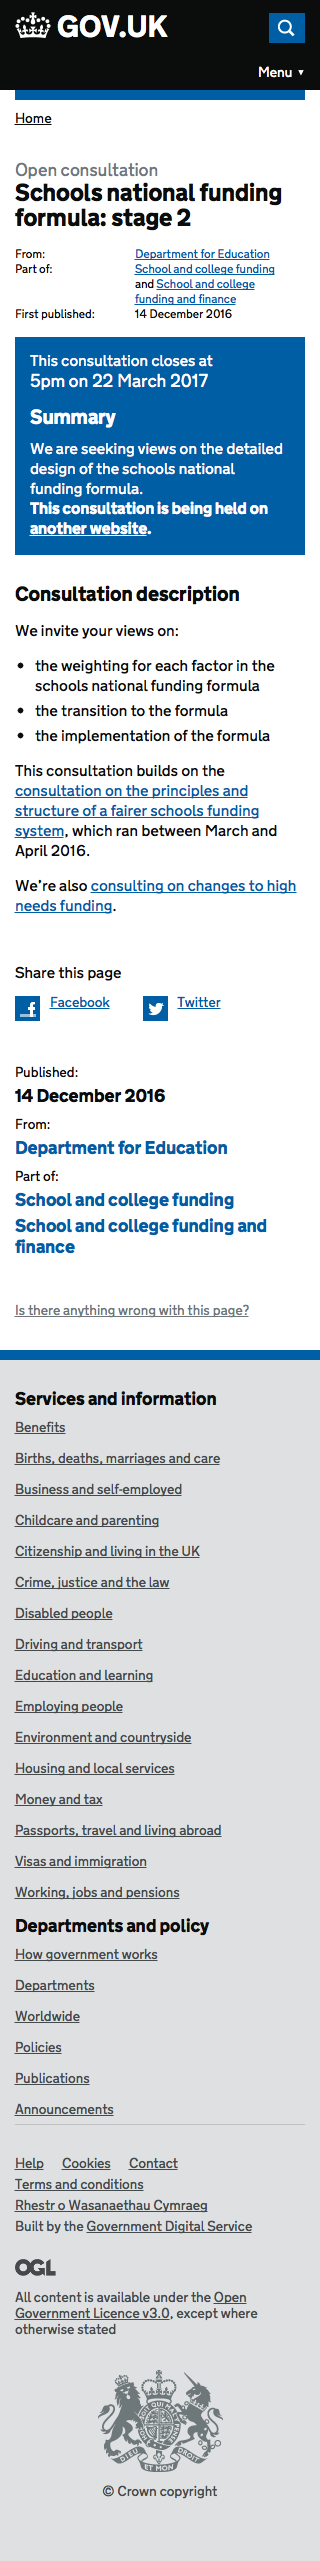 GOV.UK
Menu ▼
Home
Open consultation
Schools national funding
formula: stage 2
From: Department for Education
Part of: School and college funding
and School and college
funding and finance
First published: 14 December 2016
This consultation closes at
5pm on 22 March 2017
Summary
We are seeking views on the detailed
design of the schools national
funding formula.
This consultation is being held on
another website.
Consultation description
We invite your views on:
• the weighting for each factor in the
schools national funding formula
• the transition to the formula
• the implementation of the formula
This consultation builds on the
consultation on the principles and
structure of a fairer schools funding
system, which ran between March and
April 2016.
We're also consulting on changes to high
needs funding.
Share this page
Facebook Twitter
Published:
14 December 2016
From:
Department for Education
Part of:
School and college funding
School and college funding and
finance
Is there anything wrong with this page?
Services and information
Benefits
Births, deaths, marriages and care
Business and self-employed
Childcare and parenting
Citizenship and living in the UK
Crime, justice and the law
Disabled people
Driving and transport
Education and learning
Employing people
Environment and countryside
Housing and local services
Money and tax
Passports, travel and living abroad
Visas and immigration
Working, jobs and pensions
Departments and policy
How government works
Departments
Worldwide
Policies
Publications
Announcements
Help Cookies Contact
Terms and conditions
Rhestr o Wasanaethau Cymraeg
Built by the Government Digital Service
OGL
All content is available under the Open
Government Licence v3.0, except where
otherwise stated
DIEU ET MON DROIT
© Crown copyright